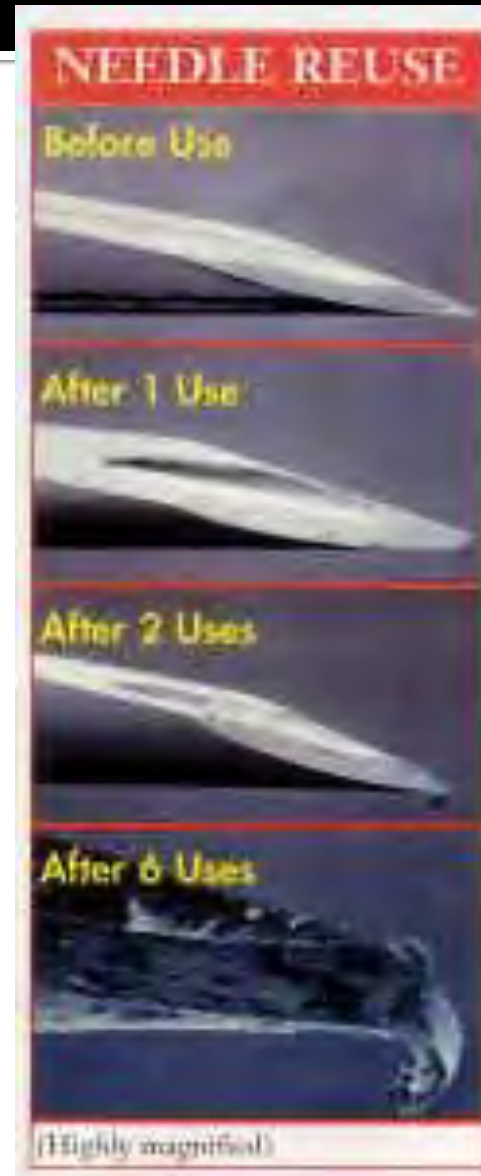 NEEDLE REUSE
Before Use
After 1 Use
After 2 Uses
After 6 Uses
(Highly magnified)